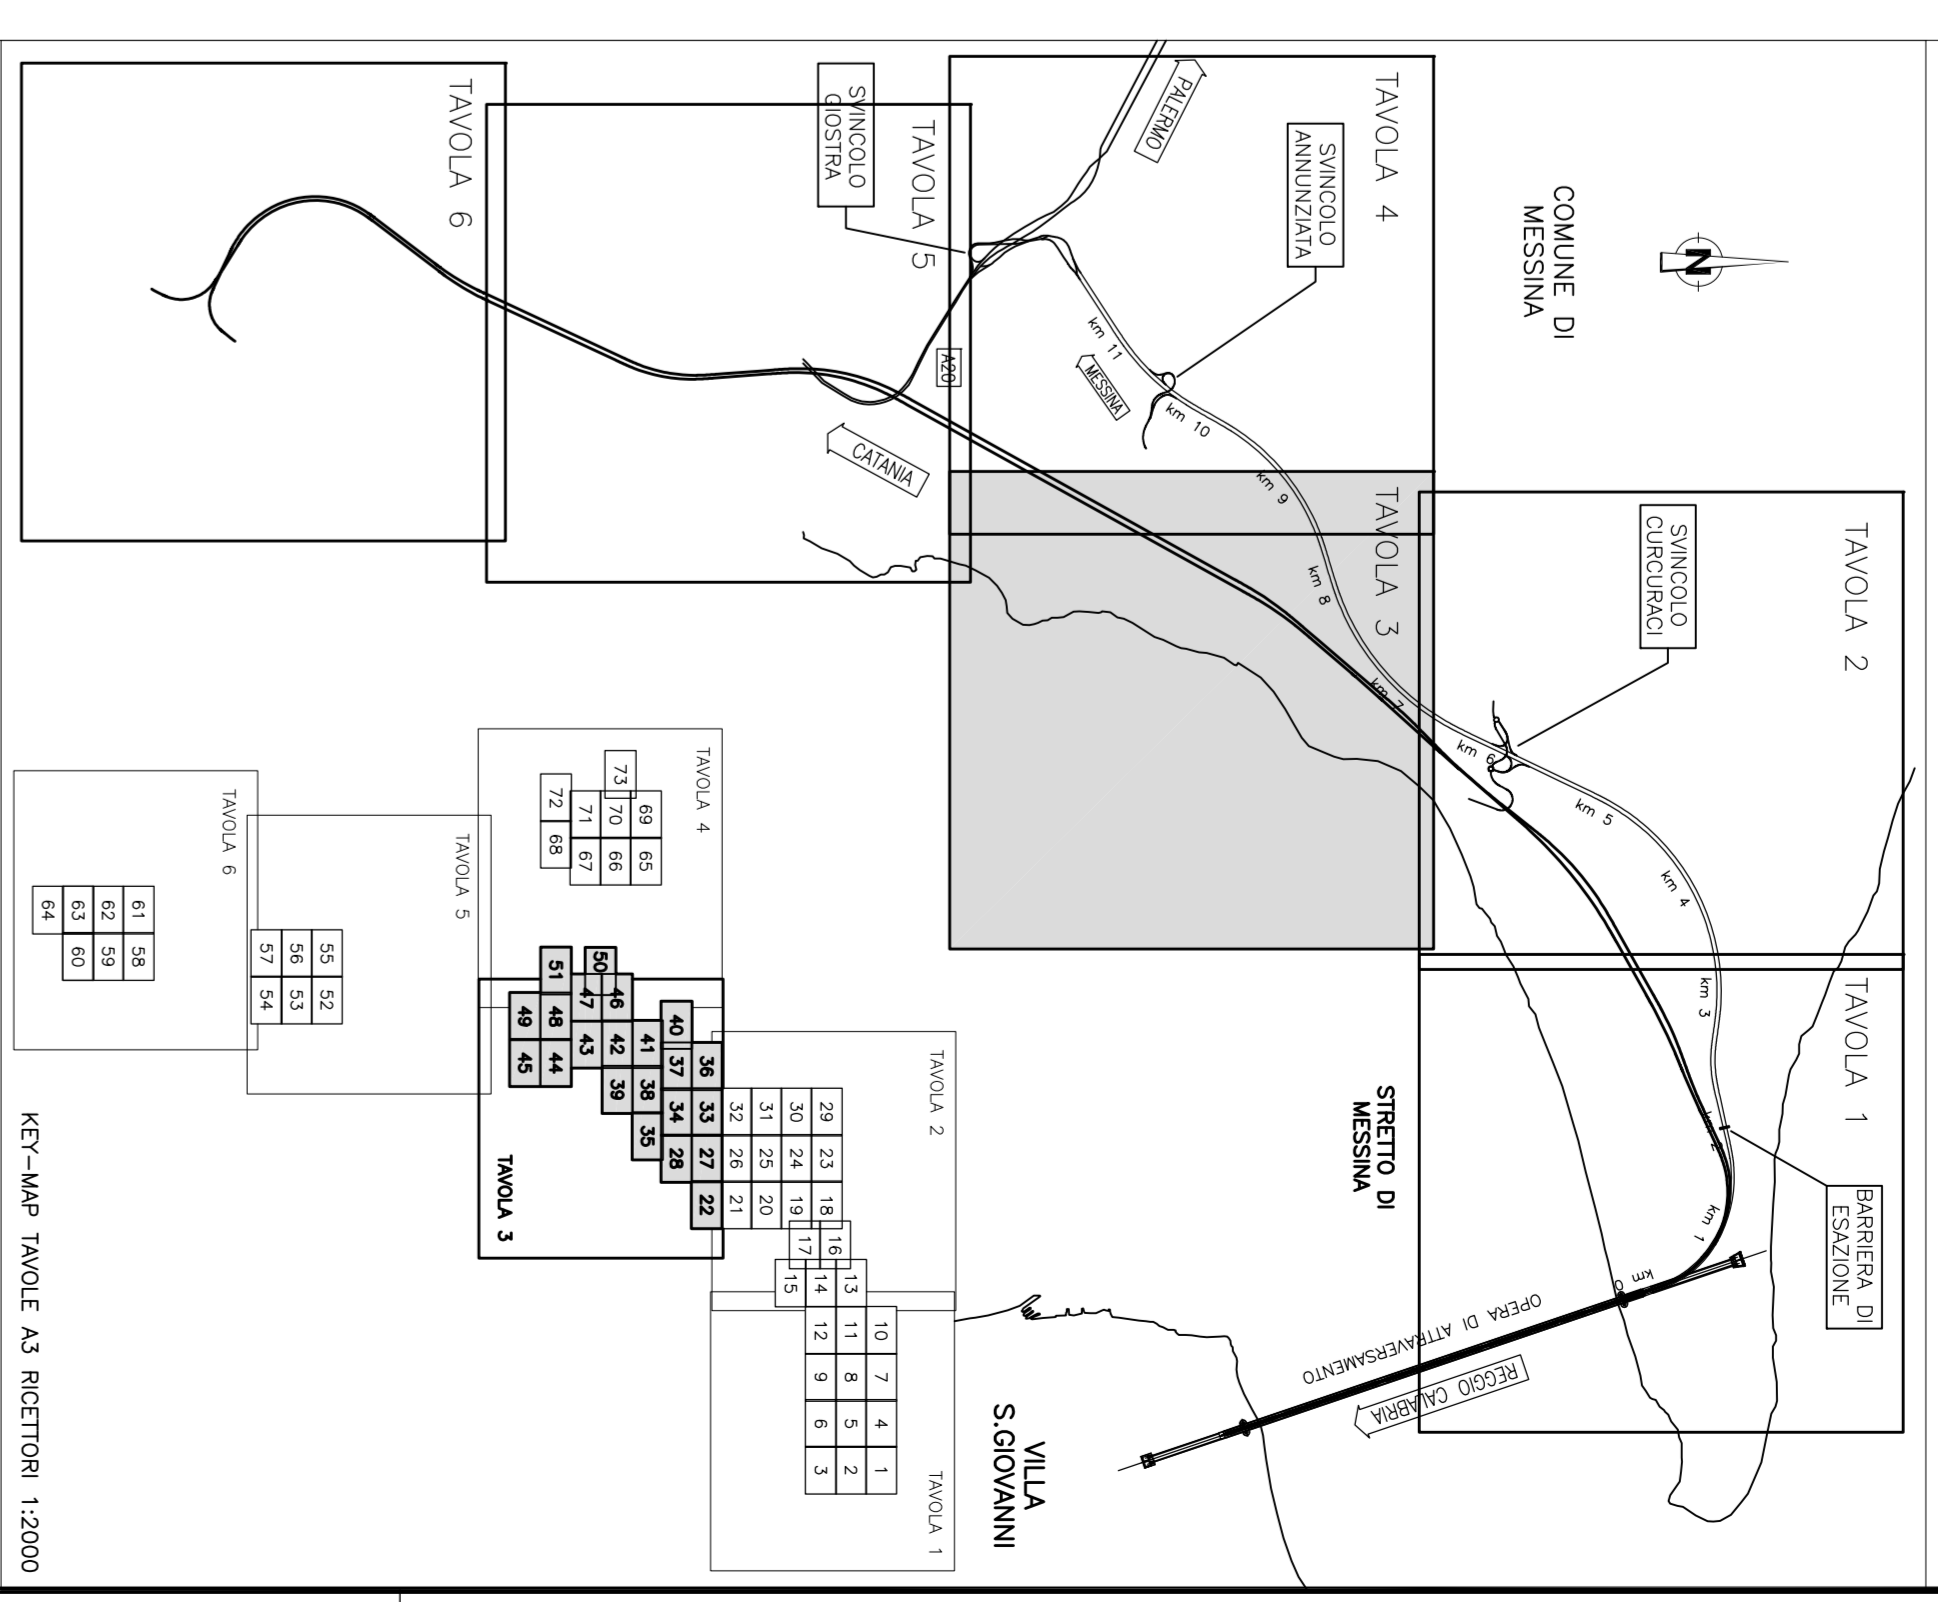 COMUNE DI
MESSINA
N
TAVOLA 1
TAVOLA 2
TAVOLA 3
TAVOLA 4
TAVOLA 5
TAVOLA 6
SVINCOLO
GIOSTRA
SVINCOLO
ANNUNZIATA
SVINCOLO
CURCURACI
BARRIERA DI
ESAZIONE
PALERMO
MESSINA
CATANIA
A20
REGGIO CALABRIA
OPERA DI ATTRAVERSAMENTO
km 0
km 1
km 2
km 3
km 4
km 5
km 6
km 7
km 8
km 9
km 10
km 11
STRETTO DI
MESSINA
VILLA
S.GIOVANNI
TAVOLA 4
73 69
72 71 70
68 67 66 65
TAVOLA 6
64 63 62 61
60 59 58
TAVOLA 5
57 56 55
54 53 52
TAVOLA 2
32 31 30 29
26 25 24 23
21 20 19 18
17 16
TAVOLA 3
51 50
49 48 47 46 40
45 44 43 42 41 37 36
39 38 34 33
35 28 27
22
TAVOLA 1
15 14 13
12 11 10
9 8 7
6 5 4
3 2 1
KEY-MAP TAVOLE A3 RICETTORI 1:2000